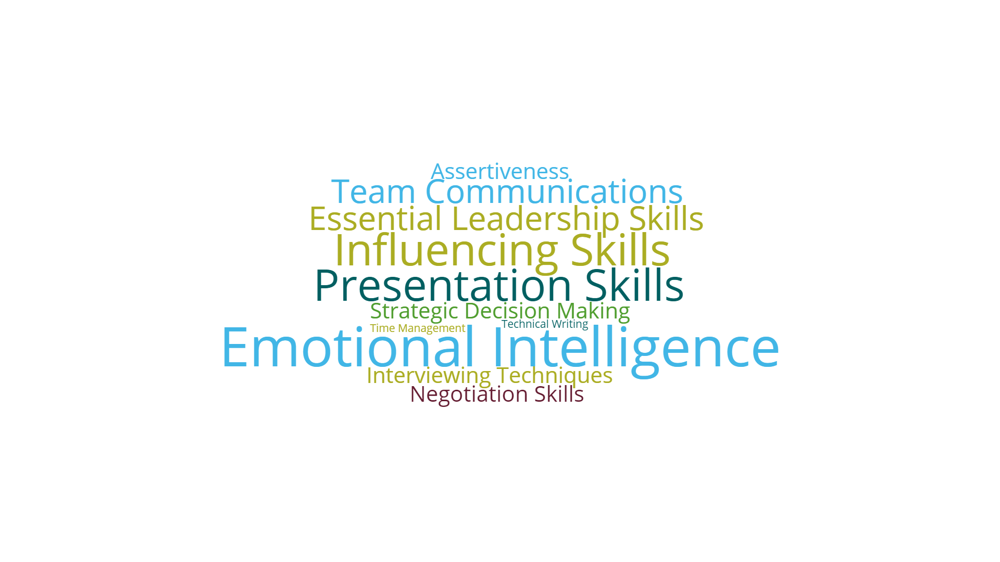 Assertiveness
Team Communications
Essential Leadership Skills
Influencing Skills
Presentation Skills
Strategic Decision Making
Technical Writing
Time Management
Emotional Intelligence
Interviewing Techniques
Negotiation Skills